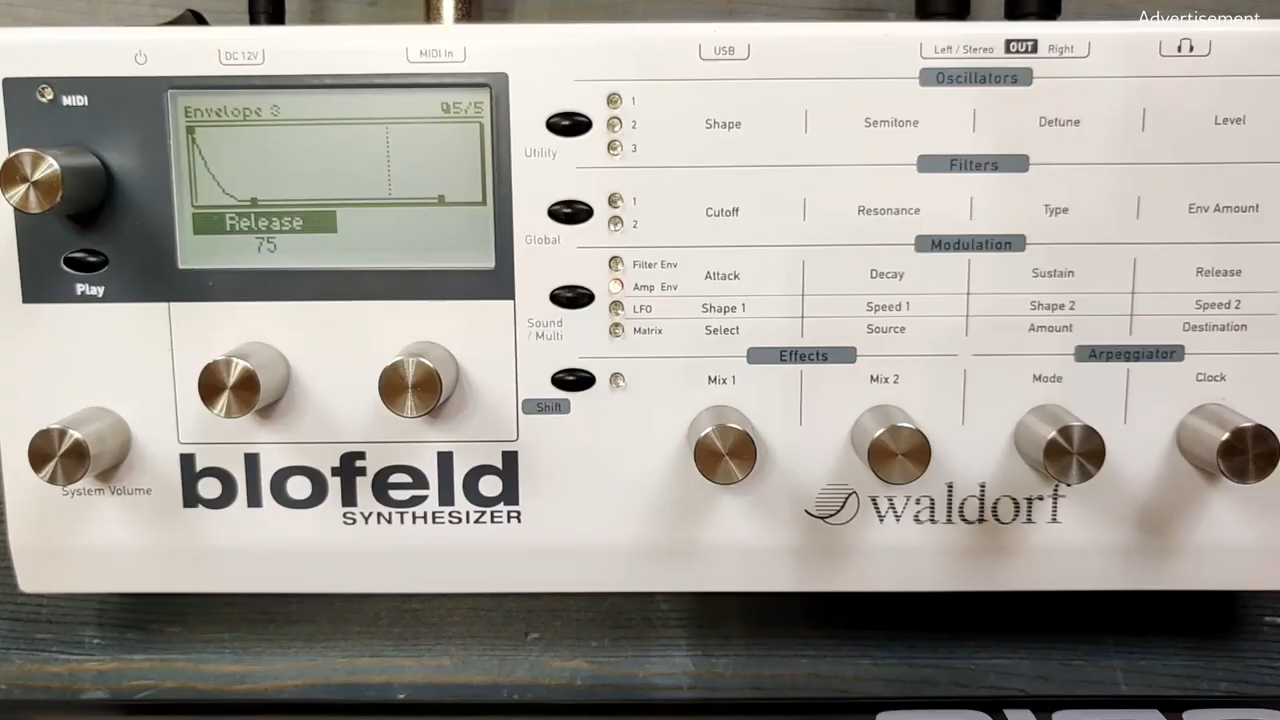 Advertisement
DC 12V
MIDI In
USB
Left / Stereo OUT Right
MIDI
Envelope 3 5/5
Release
75
Play
System Volume
blofeld
SYNTHESIZER
Utility
Global
Sound
/ Multi
Shift
Oscillators
1
2
3
Shape Semitone Detune Level
Filters
1
2
Cutoff Resonance Type Env Amount
Modulation
Filter Env
Amp Env
Attack Decay Sustain Release
LFO Shape 1 Speed 1 Shape 2 Speed 2
Matrix Select Source Amount Destination
Effects Arpeggiator
Mix 1 Mix 2 Mode Clock
waldorf